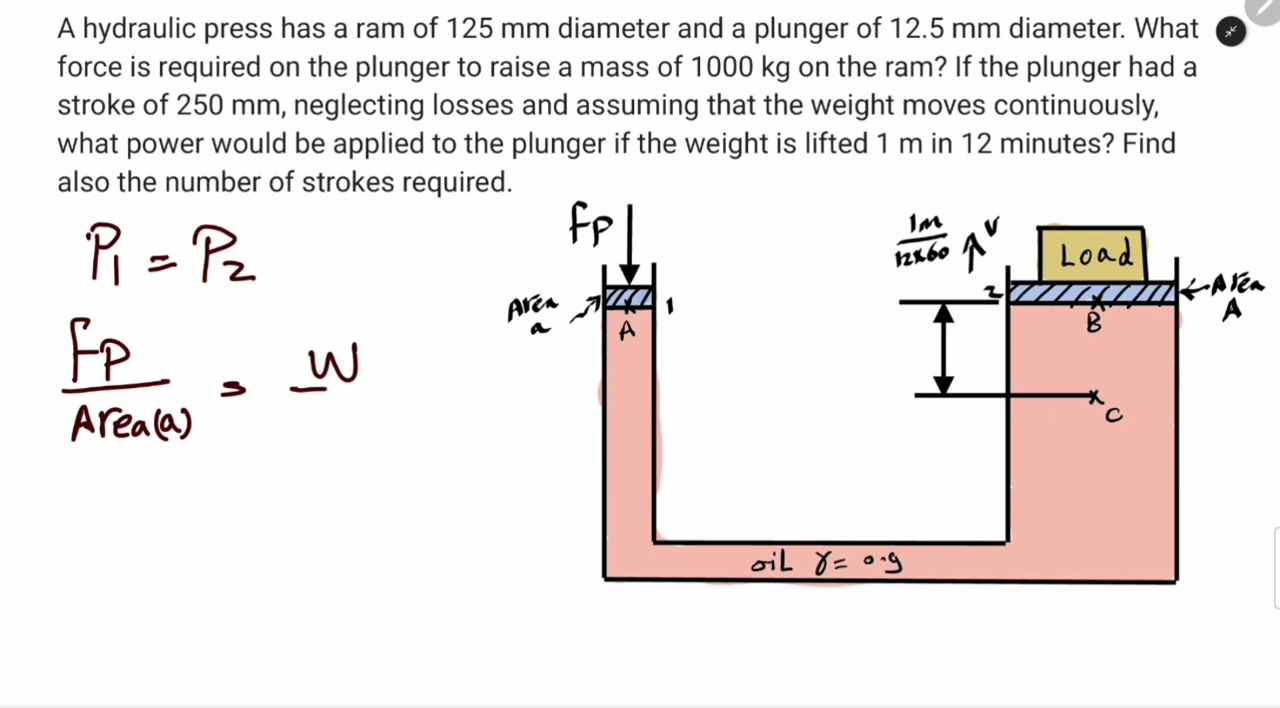 A hydraulic press has a ram of 125 mm diameter and a plunger of 12.5 mm diameter. What
force is required on the plunger to raise a mass of 1000 kg on the ram? If the plunger had a
stroke of 250 mm, neglecting losses and assuming that the weight moves continuously,
what power would be applied to the plunger if the weight is lifted 1 m in 12 minutes? Find
also the number of strokes required.
P1 = P2
Fp
Area(a)
= W
Fp
Area
a
1
A
1m
12x60
V
Load
2
Area
A
B
C
oil γ= 0.9